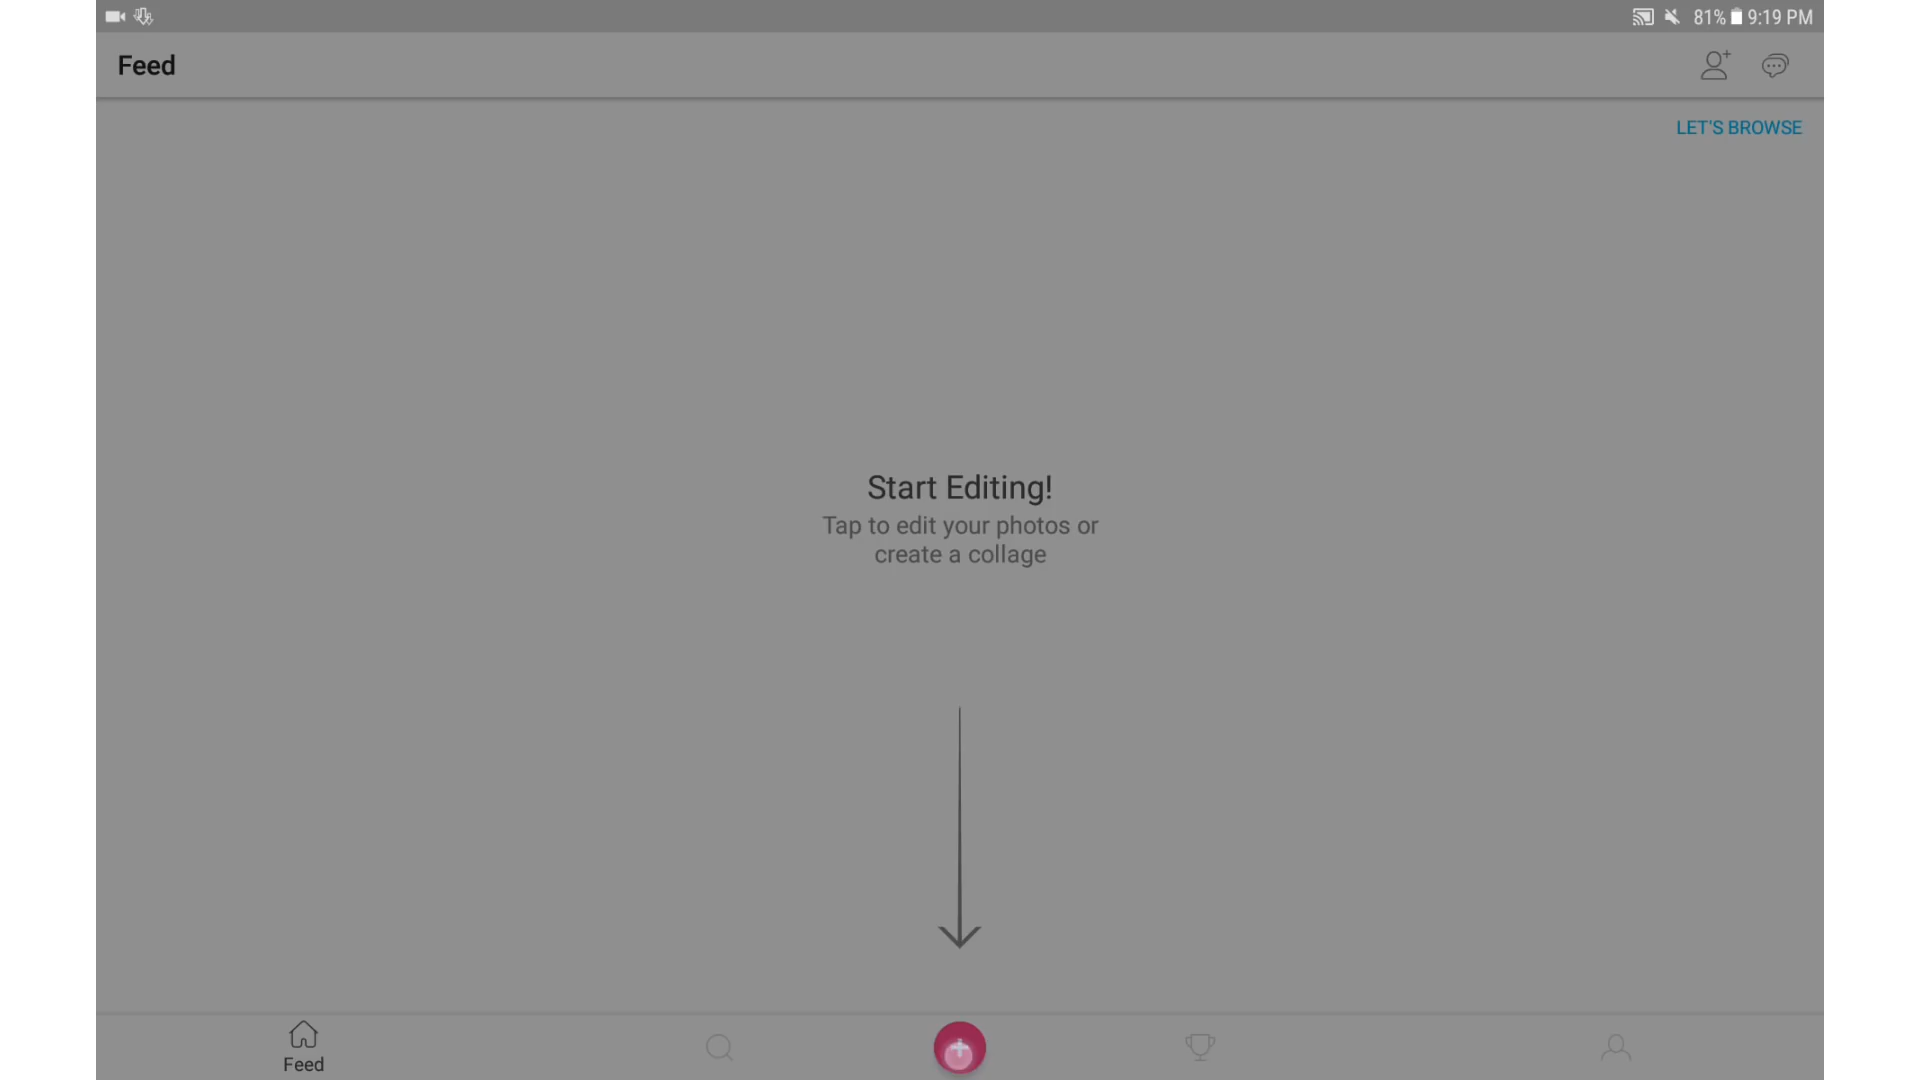 81% 9:19 PM
Feed
LET'S BROWSE
Start Editing!
Tap to edit your photos or
create a collage
Feed